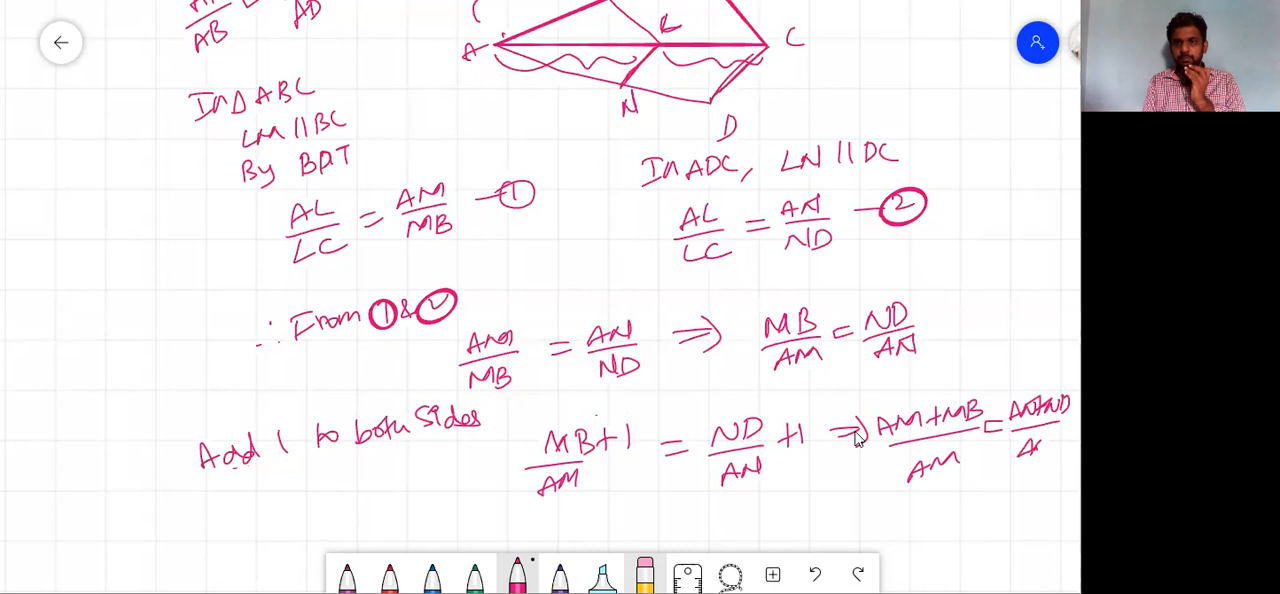 AB AD
A L C
N
D
In Δ ABC
LM || BC
By BPT
AL/LC = AM/MB — ①
In ADC, LN || DC
AL/LC = AN/ND — ②
∴ From ① & ②
AM/MB = AN/ND ⇒ MB/AM = ND/AN
Add 1 to both sides
MB/AM + 1 = ND/AN + 1 ⇒ AM+MB/AM = AN+ND/A